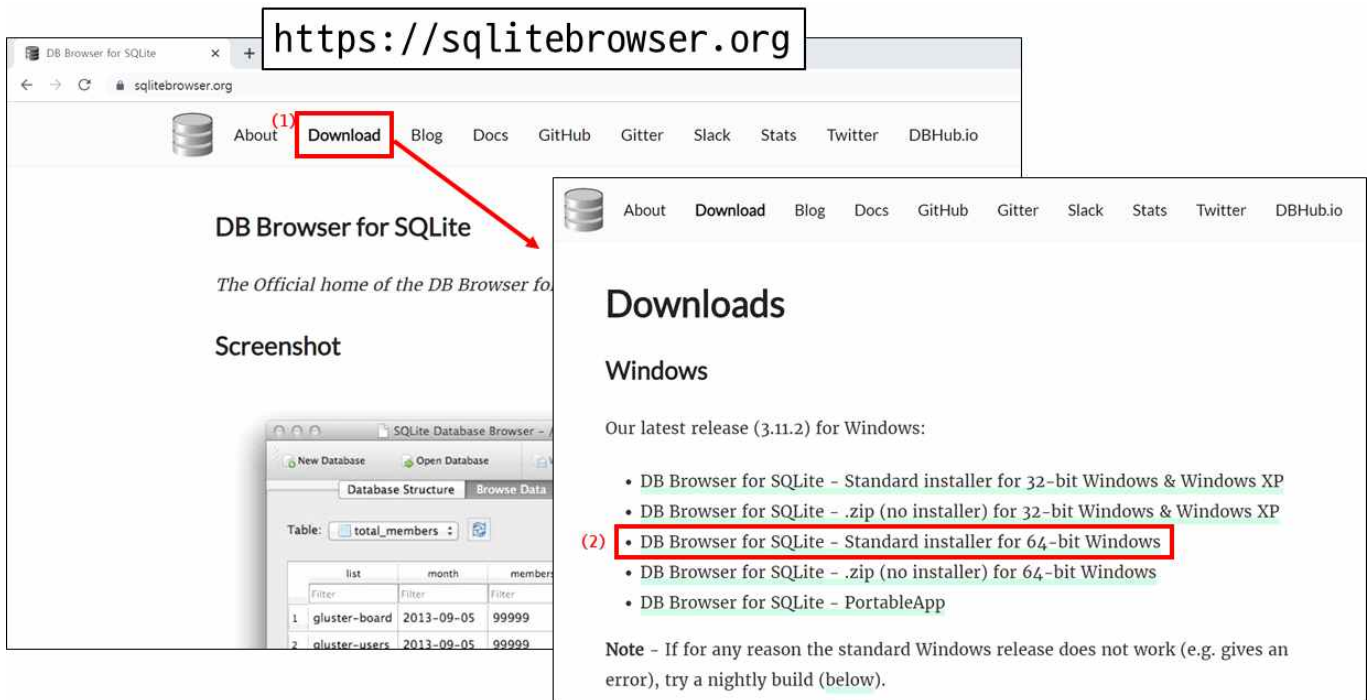 https://sqlitebrowser.org
DB Browser for SQLite
sqlitebrowser.org
(1)
About Download Blog Docs GitHub Gitter Slack Stats Twitter DBHub.io
DB Browser for SQLite
The Official home of the DB Browser fo
Screenshot
SQLite Database Browser - /
New Database Open Database
Database Structure Browse Data
Table: total_members
list month members
Filter Filter Filter
1 gluster-board 2013-09-05 99999
2 gluster-users 2013-09-05 99999
About Download Blog Docs GitHub Gitter Slack Stats Twitter DBHub.io
Downloads
Windows
Our latest release (3.11.2) for Windows:
• DB Browser for SQLite - Standard installer for 32-bit Windows & Windows XP
• DB Browser for SQLite - .zip (no installer) for 32-bit Windows & Windows XP
(2) • DB Browser for SQLite - Standard installer for 64-bit Windows
• DB Browser for SQLite - .zip (no installer) for 64-bit Windows
• DB Browser for SQLite - PortableApp
Note - If for any reason the standard Windows release does not work (e.g. gives an
error), try a nightly build (below).